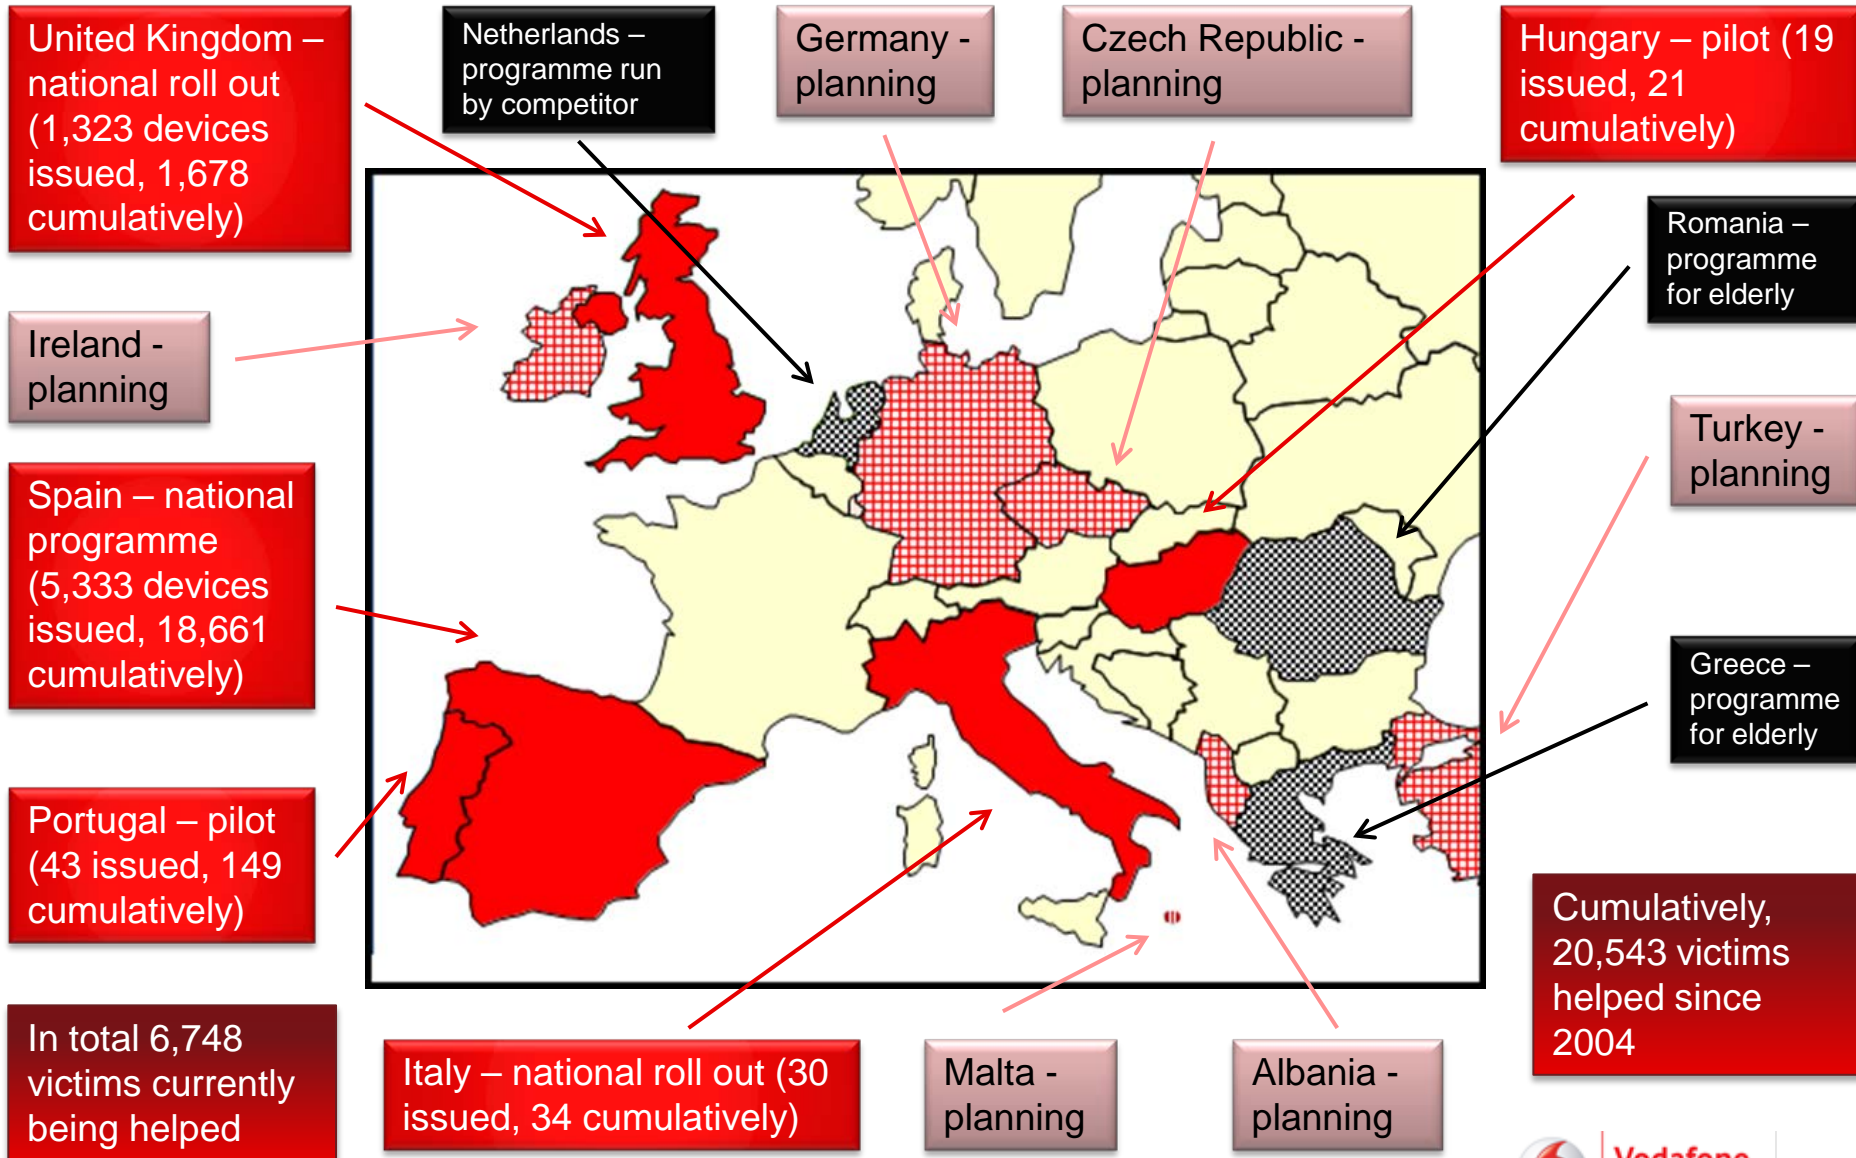 United Kingdom –
national roll out
(1,323 devices
issued, 1,678
cumulatively)
Netherlands –
programme run
by competitor
Germany -
planning
Czech Republic -
planning
Hungary – pilot (19
issued, 21
cumulatively)
Romania –
programme
for elderly
Ireland -
planning
Turkey -
planning
Spain – national
programme
(5,333 devices
issued, 18,661
cumulatively)
Greece –
programme
for elderly
Portugal – pilot
(43 issued, 149
cumulatively)
Cumulatively,
20,543 victims
helped since
2004
In total 6,748
victims currently
being helped
Italy – national roll out (30
issued, 34 cumulatively)
Malta -
planning
Albania -
planning
Vodafone